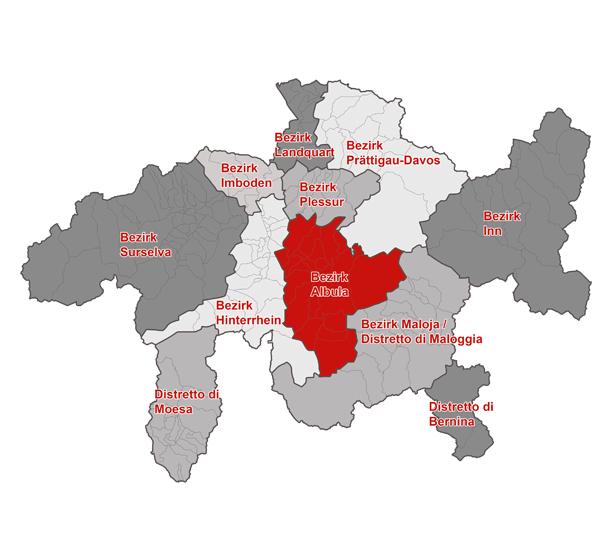 Bezirk
Landquart
Bezirk
Prättigau-Davos
Bezirk
Imboden
Bezirk
Plessur
Bezirk
Inn
Bezirk
Surselva
Bezirk
Albula
Bezirk
Hinterrhein
Bezirk Maloja /
Distretto di Maloggia
Distretto di
Moesa
Distretto di
Bernina